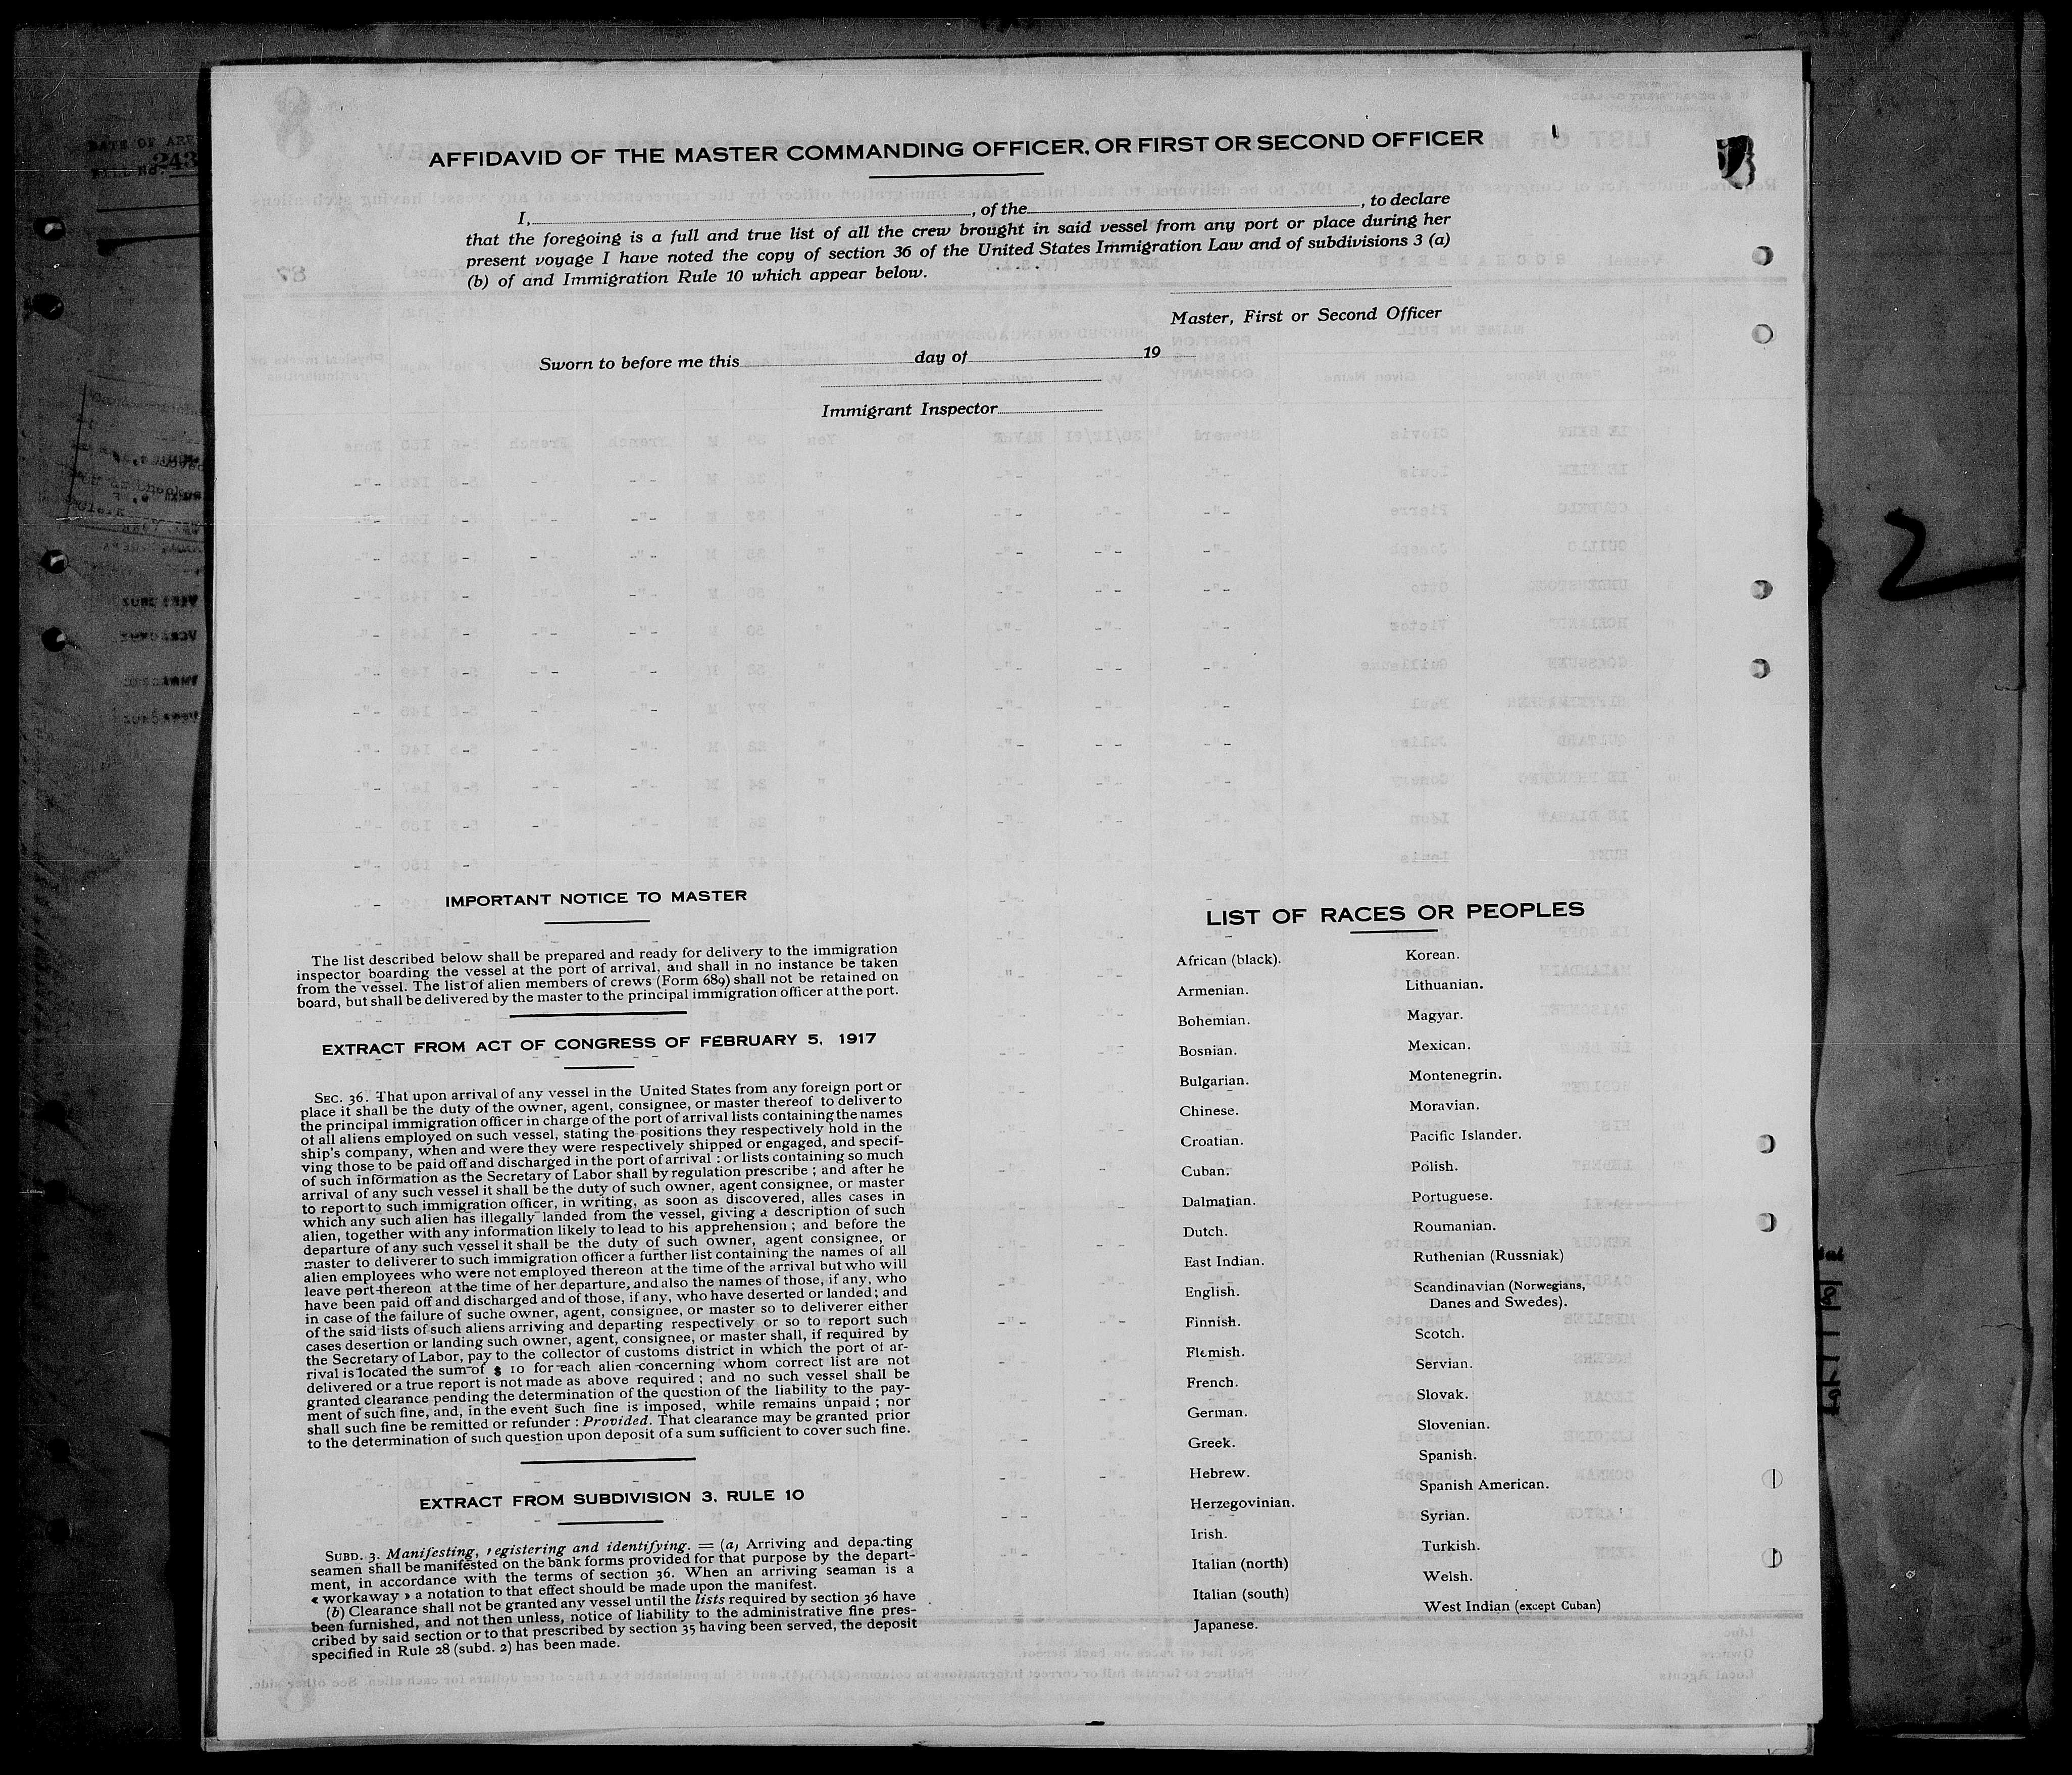 AFFIDAVID OF THE MASTER COMMANDING OFFICER, OR FIRST OR SECOND OFFICER
I, , of the , to declare
that the foregoing is a full and true list of all the crew brought in said vessel from any port or place during her
present voyage I have noted the copy of section 36 of the United States Immigration Law and of subdivisions 3 (a)
(b) of and Immigration Rule 10 which appear below.
Master, First or Second Officer
Sworn to before me this day of 19
Immigrant Inspector
IMPORTANT NOTICE TO MASTER
The list described below shall be prepared and ready for delivery to the immigration
inspector boarding the vessel at the port of arrival, and shall in no instance be taken
from the vessel. The list of alien members of crews (Form 689) shall not be retained on
board, but shall be delivered by the master to the principal immigration officer at the port.
EXTRACT FROM ACT OF CONGRESS OF FEBRUARY 5, 1917
SEC. 36. That upon arrival of any vessel in the United States from any foreign port or
place it shall be the duty of the owner, agent, consignee, or master thereof to deliver to
the principal immigration officer in charge of the port of arrival lists containing the names
of all aliens employed on such vessel, stating the positions they respectively hold in the
ship's company, when and were they were respectively shipped or engaged, and specif-
ving those to be paid off and discharged in the port of arrival : or lists containing so much
of such information as the Secretary of Labor shall by regulation prescribe ; and after he
arrival of any such vessel it shall be the duty of such owner, agent consignee, or master
to report to such immigration officer, in writing, as soon as discovered, alles cases in
which any such alien has illegally landed from the vessel, giving a description of such
alien, together with any information likely to lead to his apprehension ; and before the
departure of any such vessel it shall be the duty of such owner, agent consignee, or
master to deliverer to such immigration officer a further list containing the names of all
alien employees who were not employed thereon at the time of the arrival but who will
leave port thereon at the time of her departure, and also the names of those, if any, who
have been paid off and discharged and of those, if any, who have deserted or landed ; and
in case of the failure of suche owner, agent, consignee, or master so to deliverer either
of the said lists of such aliens arriving and departing respectively or so to report such
cases desertion or landing such owner, agent, consignee, or master shall, if required by
the Secretary of Labor, pay to the collector of customs district in which the port of ar-
rival is located the sum of $ 10 for each alien concerning whom correct list are not
delivered or a true report is not made as above required ; and no such vessel shall be
granted clearance pending the determination of the question of the liability to the pay-
ment of such fine, and, in the event such fine is imposed, while remains unpaid ; nor
shall such fine be remitted or refunder : Provided. That clearance may be granted prior
to the determination of such question upon deposit of a sum sufficient to cover such fine.
EXTRACT FROM SUBDIVISION 3, RULE 10
SUBD. 3. Manifesting, registering and identifying. = (a) Arriving and departing
seamen shall be manifested on the bank forms provided for that purpose by the depart-
ment, in accordance with the terms of section 36. When an arriving seaman is a
« workaway » a notation to that effect should be made upon the manifest.
(b) Clearance shall not be granted any vessel until the lists required by section 36 have
been furnished, and not then unless, notice of liability to the administrative fine pres-
cribed by said section or to that prescribed by section 35 having been served, the deposit
specified in Rule 28 (subd. 2) has been made.
LIST OF RACES OR PEOPLES
African (black).
Armenian.
Bohemian.
Bosnian.
Bulgarian.
Chinese.
Croatian.
Cuban.
Dalmatian.
Dutch.
East Indian.
English.
Finnish.
Flemish.
French.
German.
Greek.
Hebrew.
Herzegovinian.
Irish.
Italian (north)
Italian (south)
Japanese.
Korean.
Lithuanian.
Magyar.
Mexican.
Montenegrin.
Moravian.
Pacific Islander.
Polish.
Portuguese.
Roumanian.
Ruthenian (Russniak)
Scandinavian (Norwegians,
Danes and Swedes).
Scotch.
Servian.
Slovak.
Slovenian.
Spanish.
Spanish American.
Syrian.
Turkish.
Welsh.
West Indian (except Cuban)
2